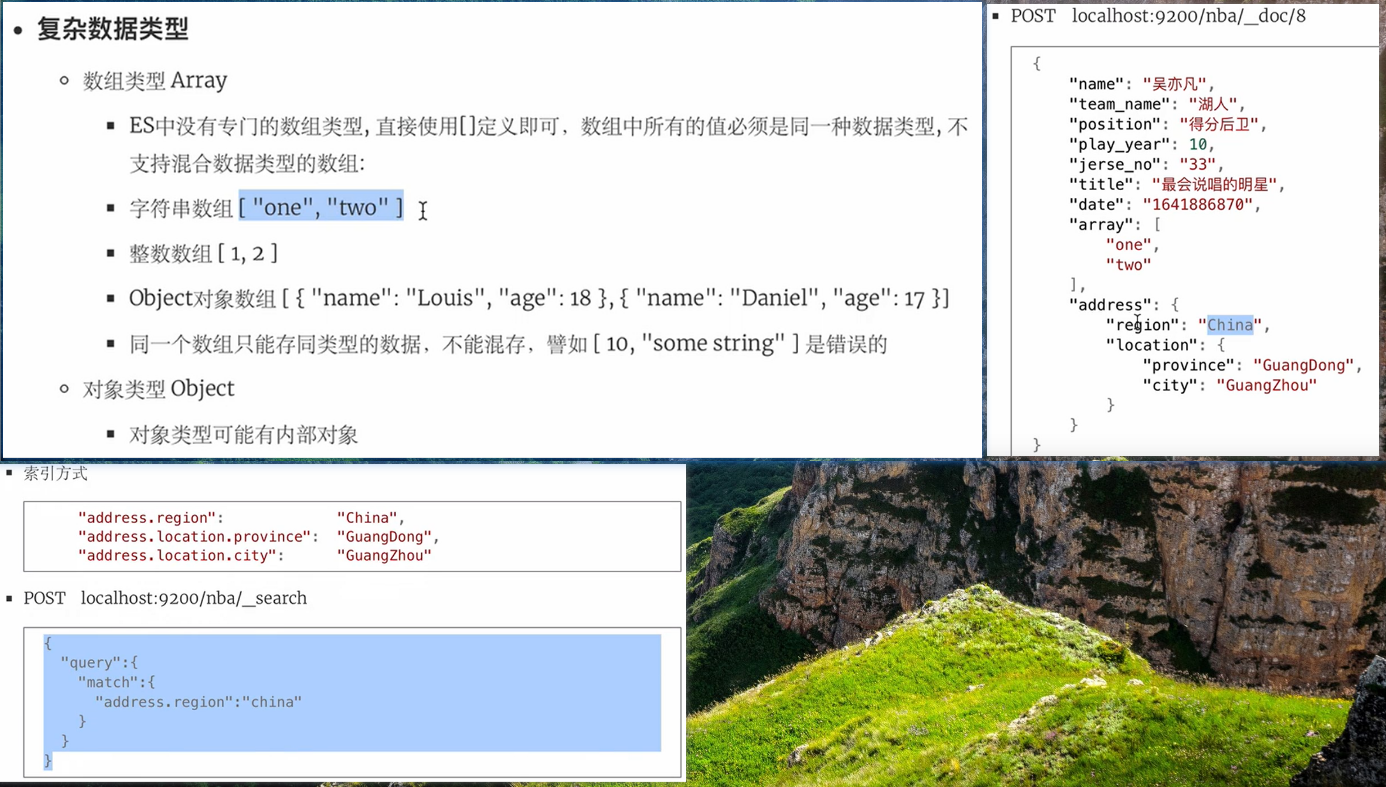 • 复杂数据类型
○ 数组类型 Array
▪ ES中没有专门的数组类型, 直接使用[]定义即可，数组中所有的值必须是同一种数据类型, 不
支持混合数据类型的数组:
▪ 字符串数组 [ "one", "two" ]
▪ 整数数组 [ 1, 2 ]
▪ Object对象数组 [ { "name": "Louis", "age": 18 }, { "name": "Daniel", "age": 17 }]
▪ 同一个数组只能存同类型的数据，不能混存，譬如 [ 10, "some string" ] 是错误的
○ 对象类型 Object
▪ 对象类型可能有内部对象
▪ POST localhost:9200/nba/_doc/8
{
"name": "吴亦凡",
"team_name": "湖人",
"position": "得分后卫",
"play_year": 10,
"jerse_no": "33",
"title": "最会说唱的明星",
"date": "1641886870",
"array": [
"one",
"two"
],
"address": {
"region": "China",
"location": {
"province": "GuangDong",
"city": "GuangZhou"
}
}
}
▪ 索引方式
"address.region": "China",
"address.location.province": "GuangDong",
"address.location.city": "GuangZhou"
▪ POST localhost:9200/nba/_search
{
"query":{
"match":{
"address.region":"china"
}
}
}